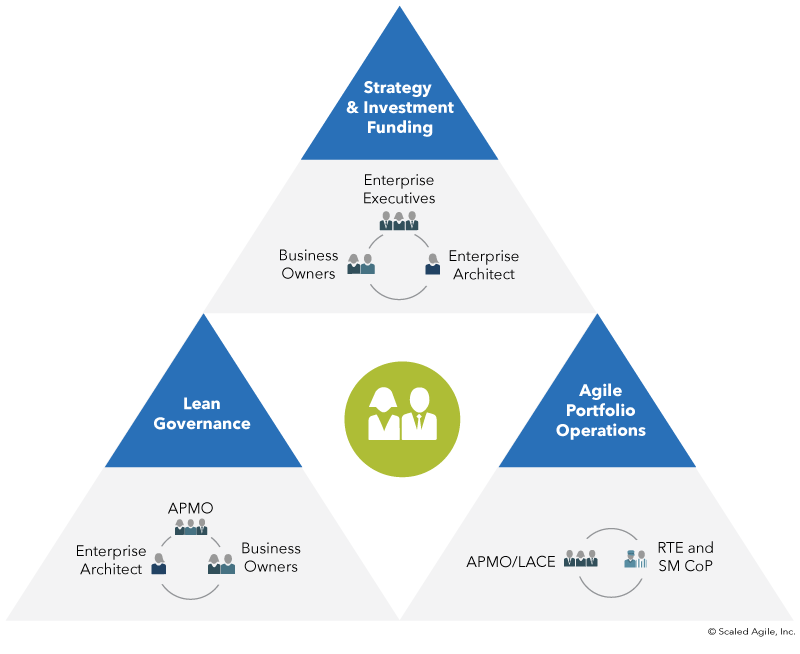 Strategy
& Investment
Funding
Enterprise
Executives
Business
Owners
Enterprise
Architect
Lean
Governance
Agile
Portfolio
Operations
APMO
Enterprise
Architect
Business
Owners
APMO/LACE
RTE and
SM CoP
© Scaled Agile, Inc.